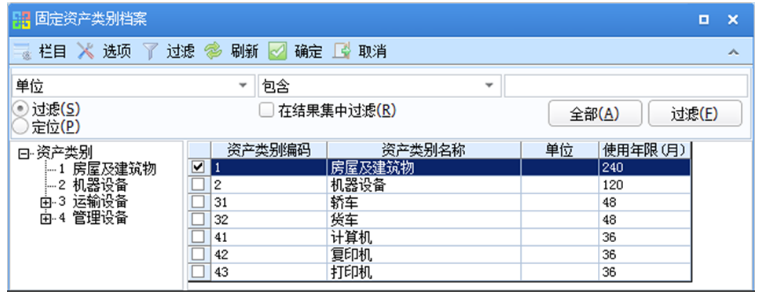 固定资产类别档案
栏目 选项 过滤 刷新 确定 取消
单位 包含
过滤(S) 在结果集中过滤(R) 全部(A) 过滤(F)
定位(P)
资产类别
1 房屋及建筑物
2 机器设备
3 运输设备
4 管理设备
资产类别编码 资产类别名称 单位 使用年限(月)
1 房屋及建筑物 240
2 机器设备 120
31 轿车 48
32 货车 48
41 计算机 36
42 复印机 36
43 打印机 36